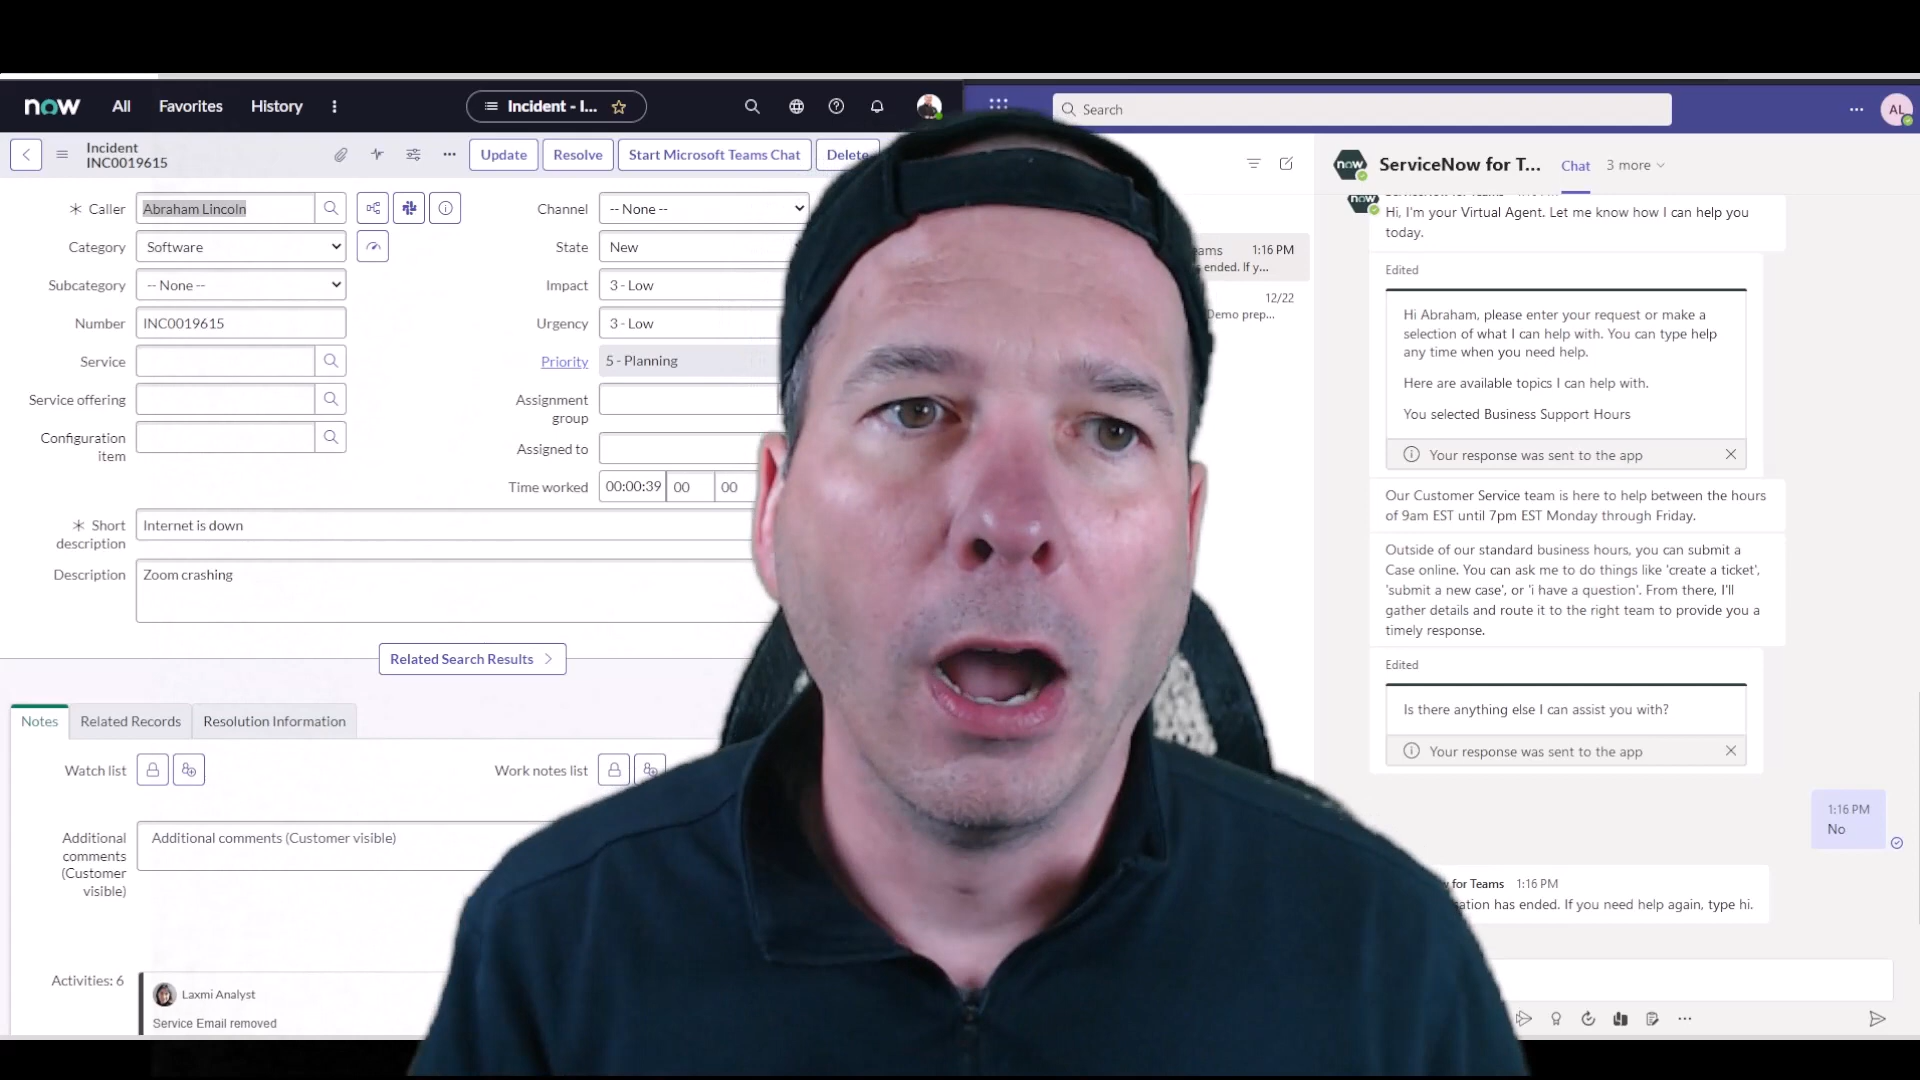 now All Favorites History Incident - I...
Incident
INC0019615
Update Resolve Start Microsoft Teams Chat Delete
Caller Abraham Lincoln
Category Software
Subcategory -- None --
Number INC0019615
Service
Service offering
Configuration
item
Channel -- None --
State New
Impact 3 - Low
Urgency 3 - Low
Priority 5 - Planning
Assignment
group
Assigned to
Time worked 00:00:39 00 00
Short
description
Internet is down
Description Zoom crashing
Related Search Results
Notes Related Records Resolution Information
Watch list Work notes list
Additional
comments
(Customer
visible)
Additional comments (Customer visible)
Activities: 6
Laxmi Analyst
Service Email removed
Search
AL
1:16 PM
ended. If y...
12/22
Demo prep...
now ServiceNow for T... Chat 3 more
now
Hi, I'm your Virtual Agent. Let me know how I can help you
today.
Edited
Hi Abraham, please enter your request or make a
selection of what I can help with. You can type help
any time when you need help.
Here are available topics I can help with.
You selected Business Support Hours
Your response was sent to the app
Our Customer Service team is here to help between the hours
of 9am EST until 7pm EST Monday through Friday.
Outside of our standard business hours, you can submit a
Case online. You can ask me to do things like 'create a ticket',
'submit a new case', or 'i have a question'. From there, I'll
gather details and route it to the right team to provide you a
timely response.
Edited
Is there anything else I can assist you with?
Your response was sent to the app
1:16 PM
No
for Teams 1:16 PM
has ended. If you need help again, type hi.